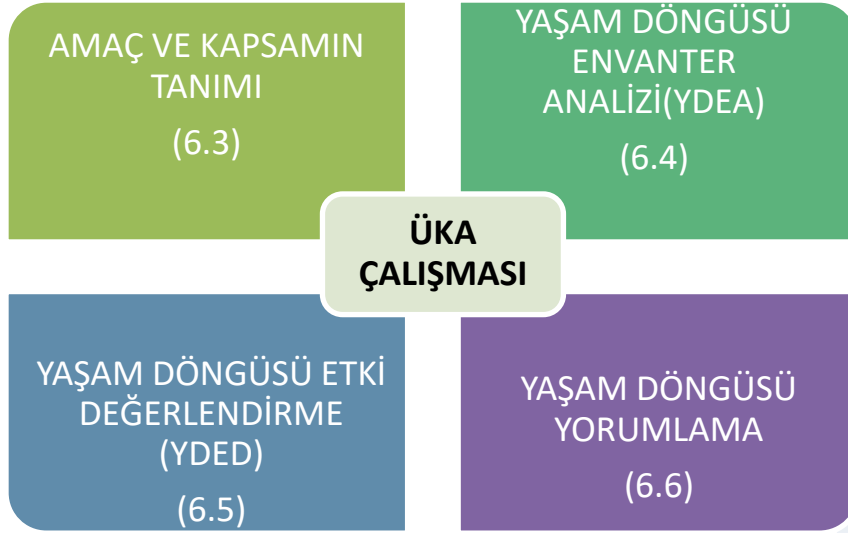 AMAÇ VE KAPSAMIN
TANIMI
(6.3)
YAŞAM DÖNGÜSÜ
ENVANTER
ANALİZİ(YDEA)
(6.4)
ÜKA
ÇALIŞMASI
YAŞAM DÖNGÜSÜ ETKİ
DEĞERLENDİRME
(YDED)
(6.5)
YAŞAM DÖNGÜSÜ
YORUMLAMA
(6.6)